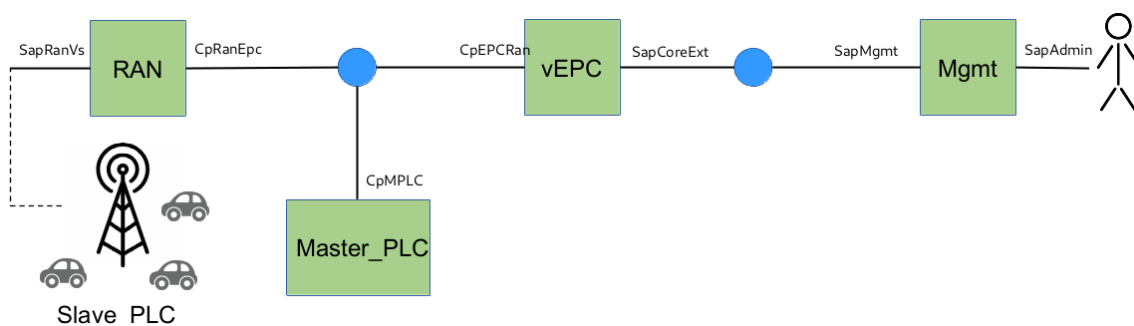 SapRanVs
RAN
CpRanEpc
CpEPCRan
vEPC
SapCoreExt
SapMgmt
Mgmt
SapAdmin
CpMPLC
Master_PLC
Slave PLC